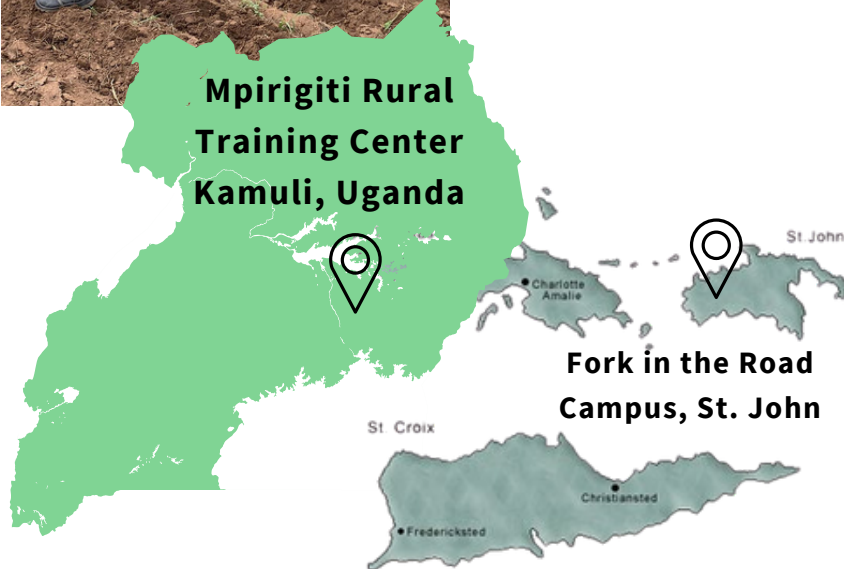 Mpirigiti Rural
Training Center
Kamuli, Uganda
St.John
Charlotte
Amalie
Fork in the Road
Campus, St. John
St. Croix
Christiansted
Fredericksted